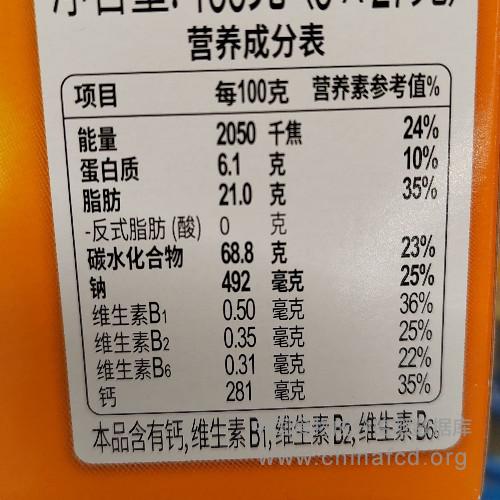 营养成分表
项目 每100克 营养素参考值%
能量 2050 千焦 24%
蛋白质 6.1 克 10%
脂肪 21.0 克 35%
-反式脂肪(酸) 0 克
碳水化合物 68.8 克 23%
钠 492 毫克 25%
维生素B1 0.50 毫克 36%
维生素B2 0.35 毫克 25%
维生素B6 0.31 毫克 22%
钙 281 毫克 35%
本品含有钙,维生素B1,维生素B2,维生素B6。
www.chinafcd.org